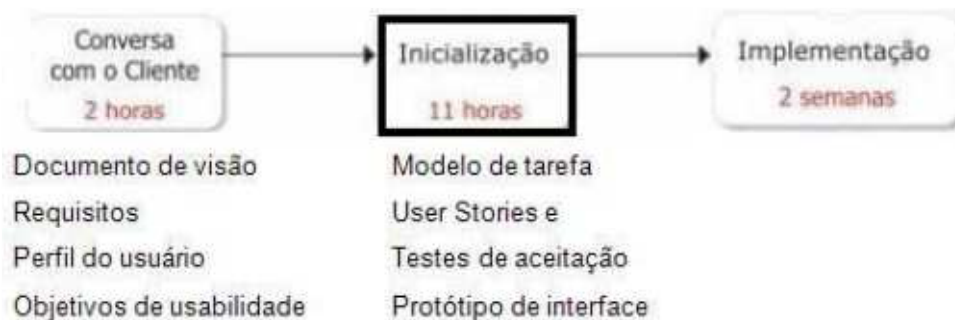 Conversa
com o Cliente
2 horas
Inicialização
11 horas
Implementação
2 semanas
Documento de visão
Requisitos
Perfil do usuário
Objetivos de usabilidade
Modelo de tarefa
User Stories e
Testes de aceitação
Protótipo de interface